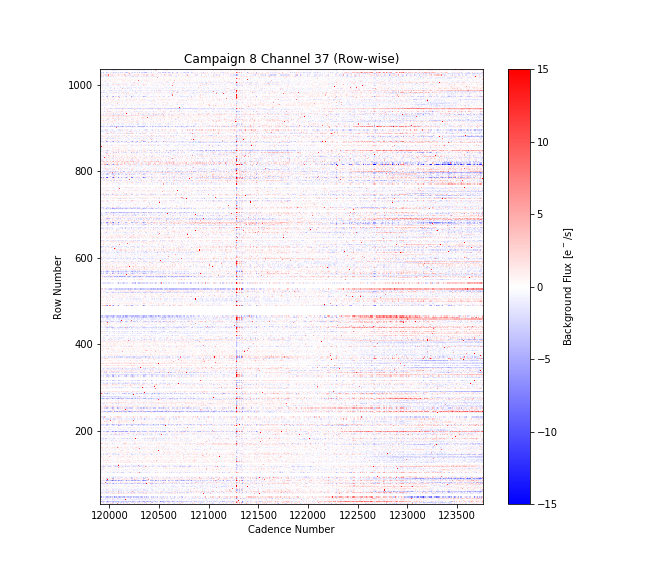 Campaign 8 Channel 37 (Row-wise)
1000
800
600
400
200
Row Number
120000 120500 121000 121500 122000 122500 123000 123500
Cadence Number
15
10
5
0
−5
−10
−15
Background Flux [e⁻/s]